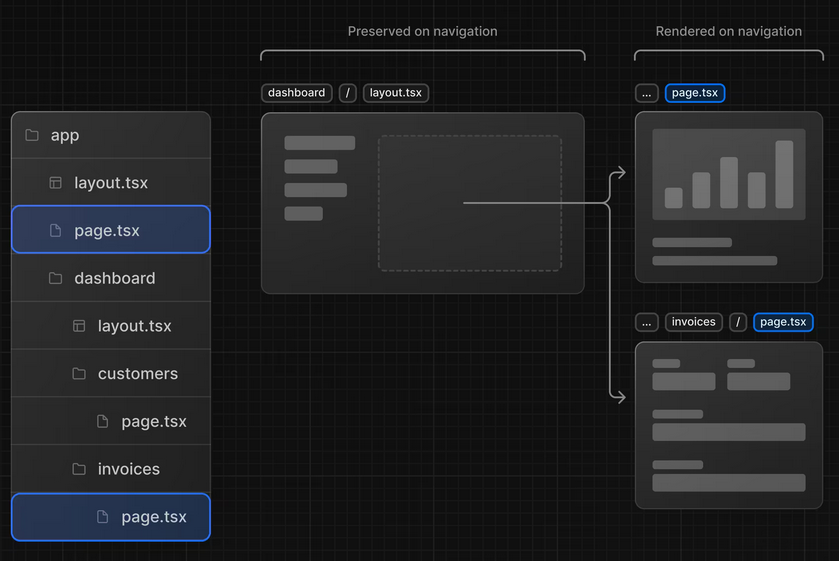 Preserved on navigation
Rendered on navigation
dashboard / layout.tsx
... page.tsx
app
layout.tsx
page.tsx
dashboard
layout.tsx
customers
page.tsx
invoices
page.tsx
... invoices / page.tsx